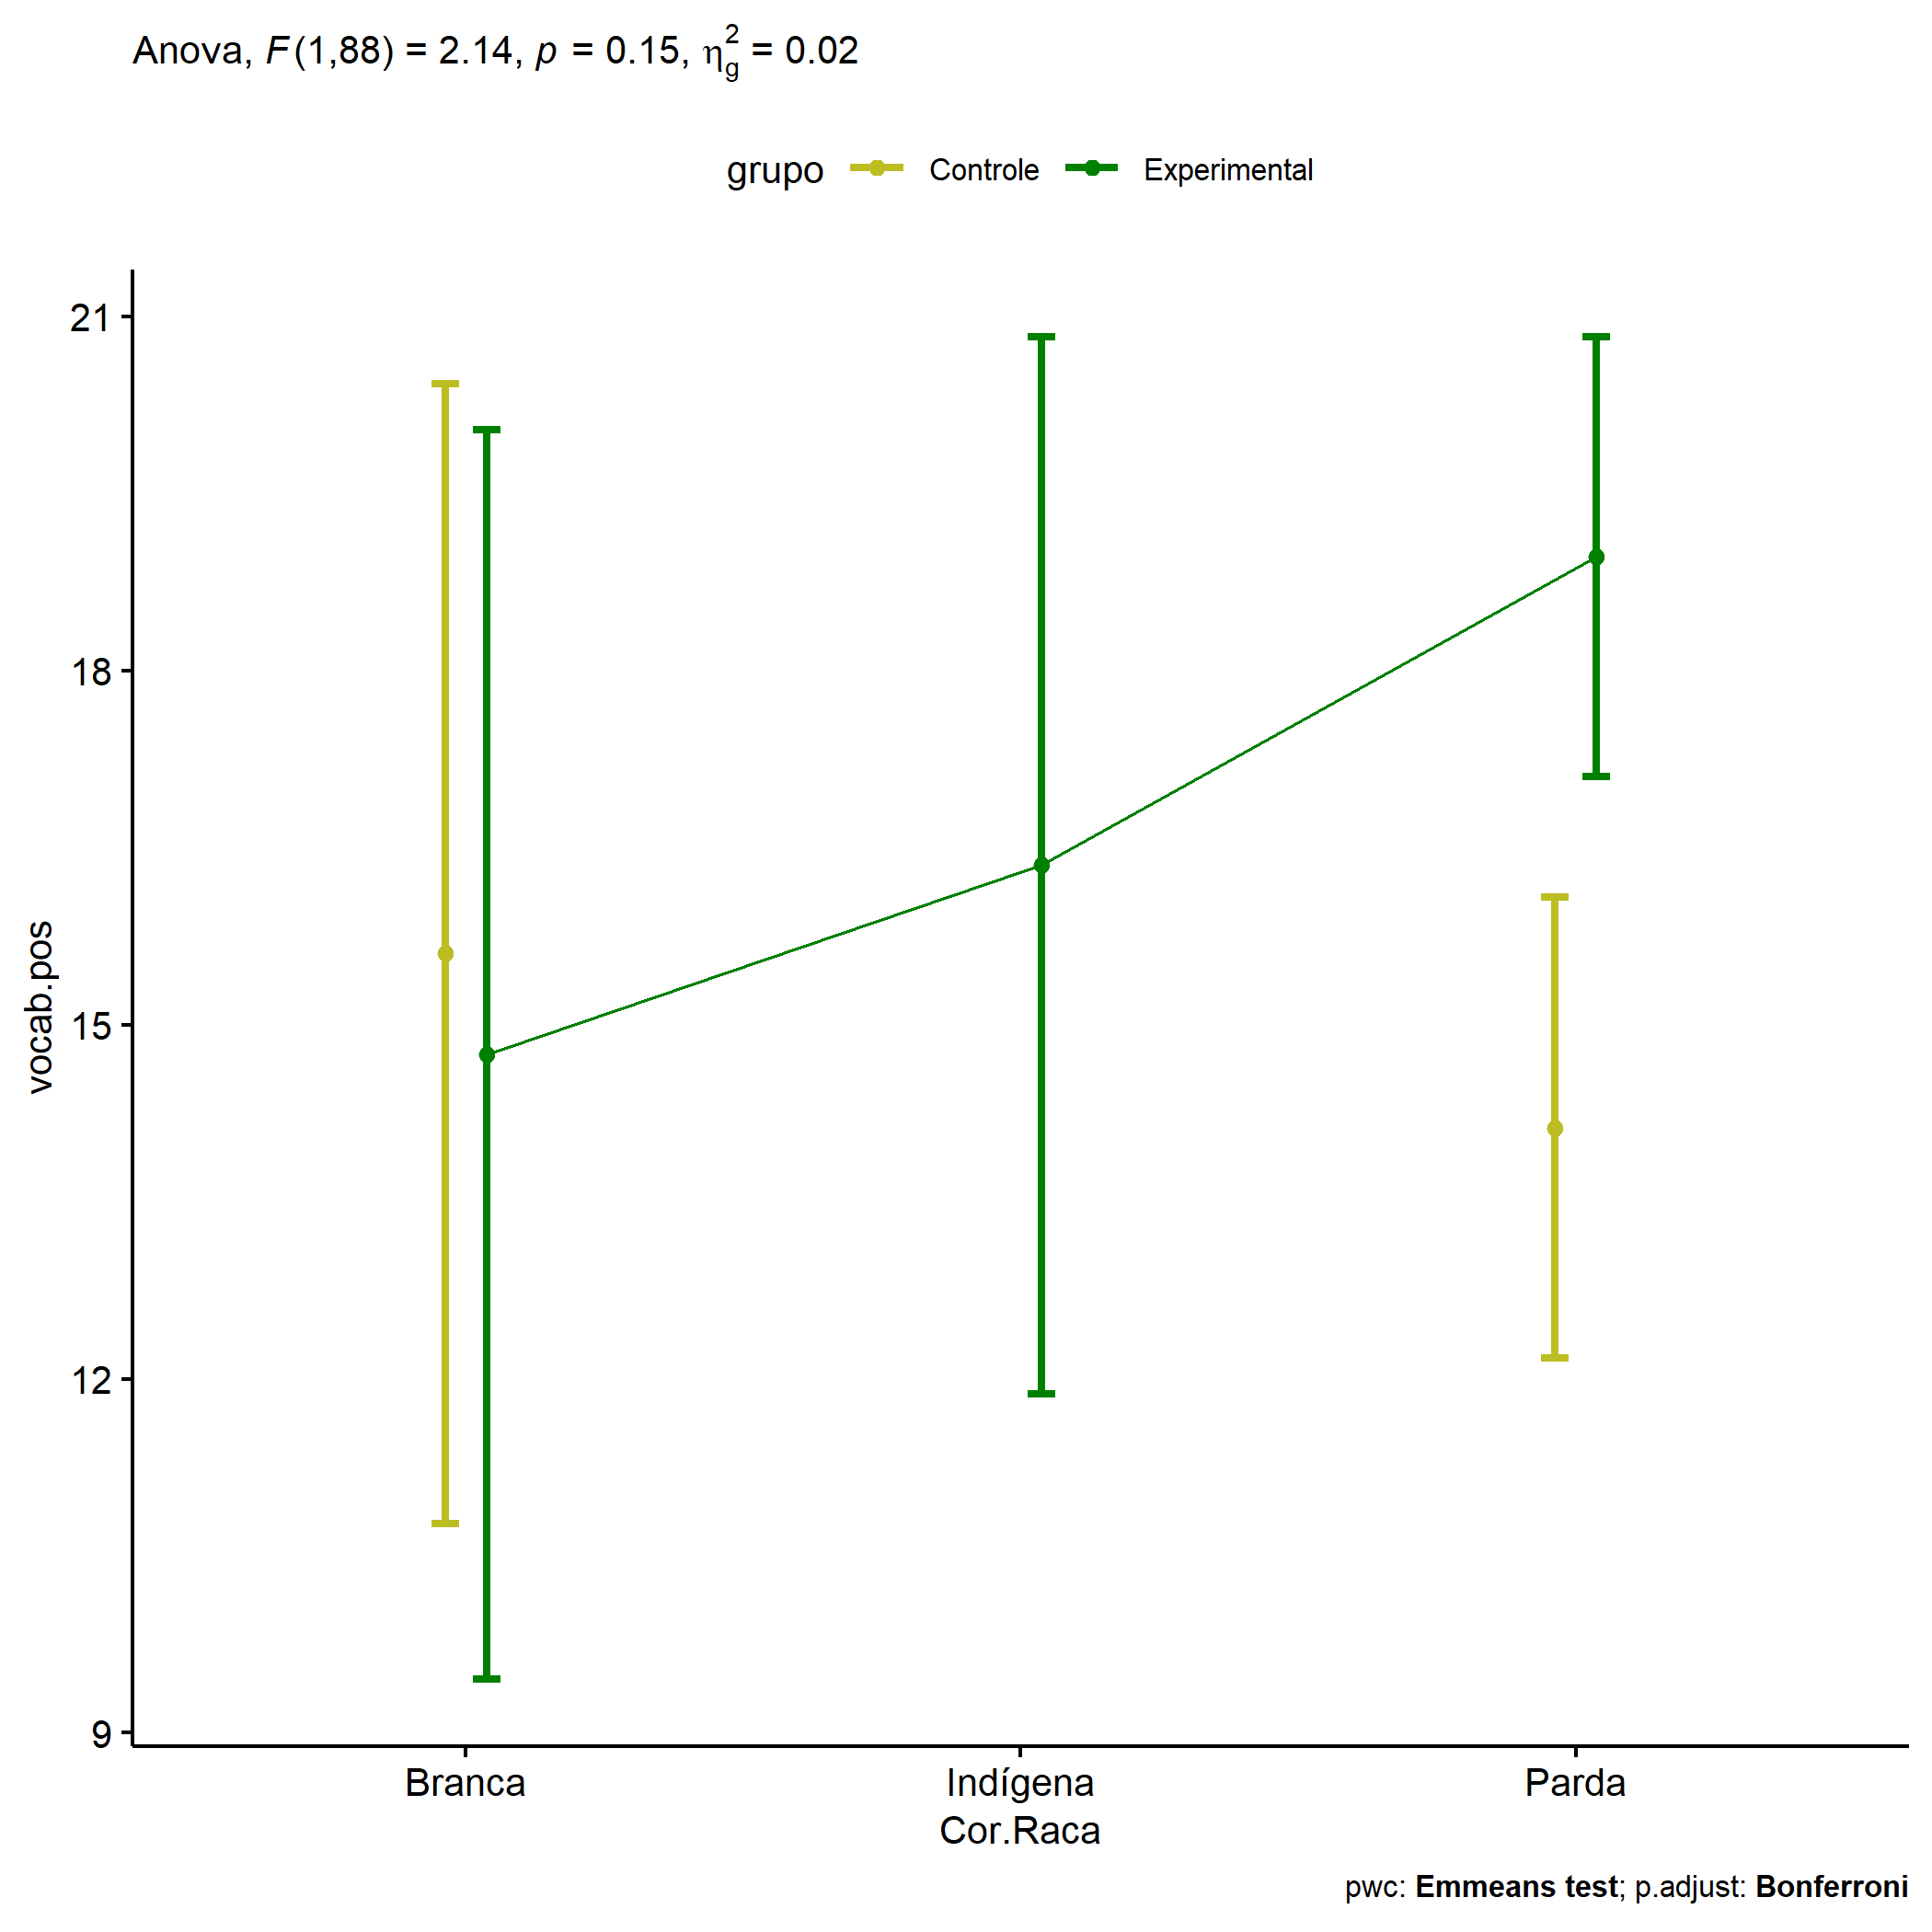 Anova, F(1,88) = 2.14, p = 0.15, η²g = 0.02
grupo Controle Experimental
21
18
15
12
9
vocab.pos
Branca Indígena Parda
Cor.Raca
pwc: Emmeans test; p.adjust: Bonferroni